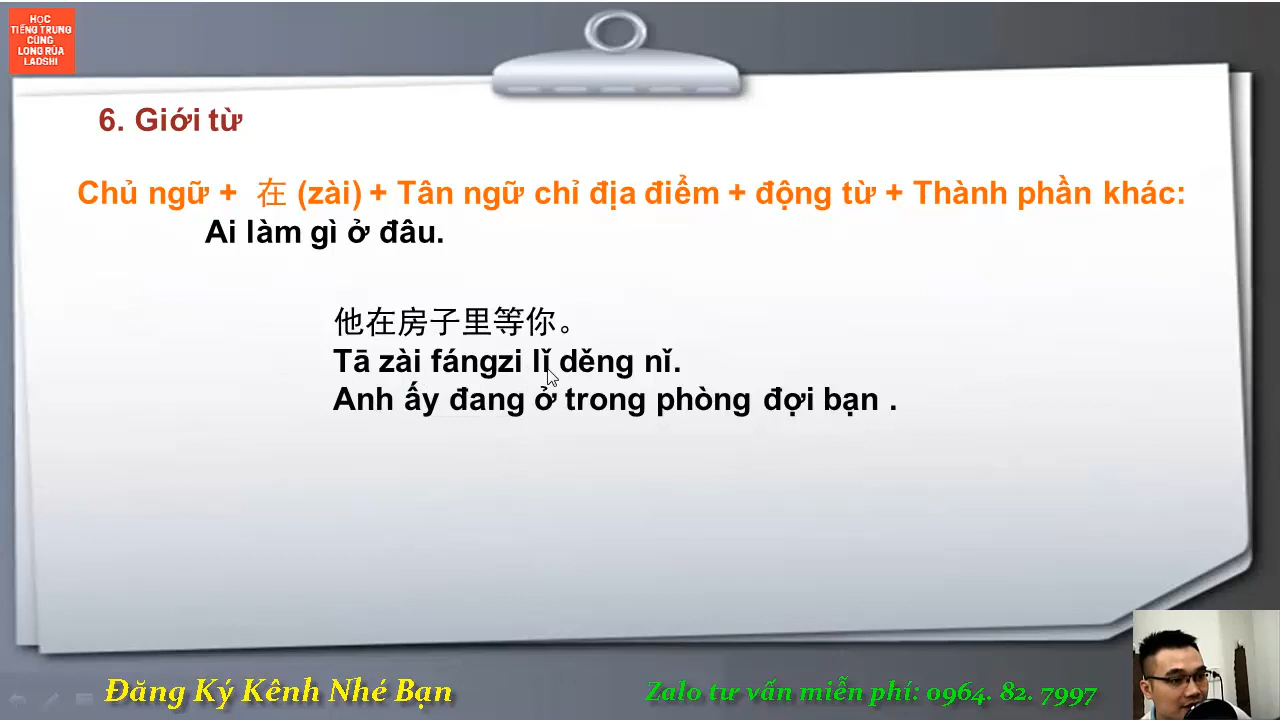 HỌC
TIẾNG TRUNG
CÙNG
LONG RÙA
LADSHI
6. Giới từ
Chủ ngữ + 在 (zài) + Tân ngữ chỉ địa điểm + động từ + Thành phần khác:
Ai làm gì ở đâu.
他在房子里等你。
Tā zài fángzi lǐ děng nǐ.
Anh ấy đang ở trong phòng đợi bạn .
Đăng Ký Kênh Nhé Bạn
Zalo tư vấn miễn phí: 0964. 82. 7997